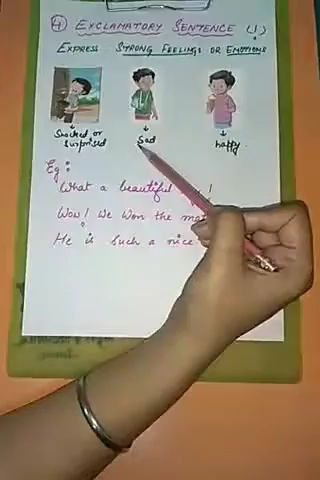 4 EXCLAMATORY SENTENCE (!)
EXPRESS STRONG FEELINGS OR EMOTIONS
Shocked or surprised
Sad
happy
Eg:
What a beautiful !
Wow! We Won the
He is such a nice